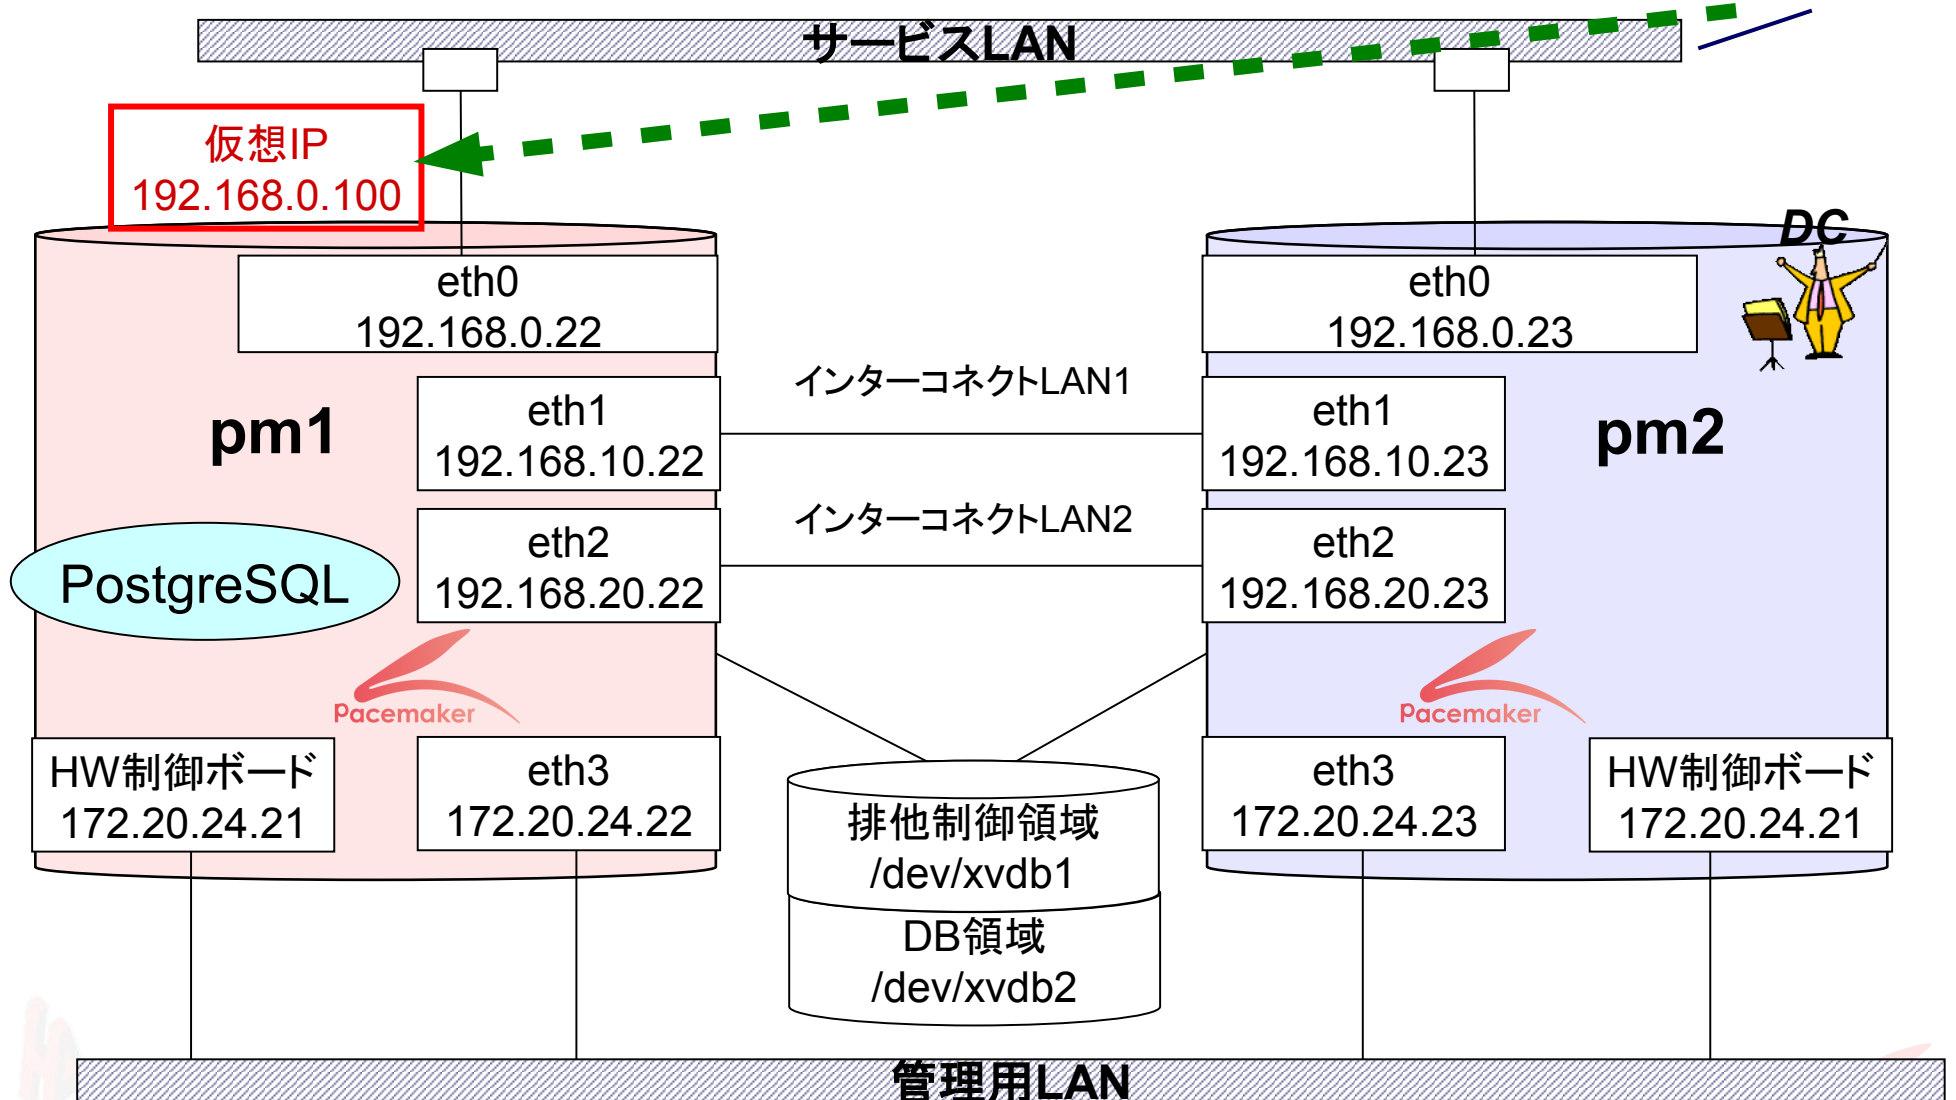 サービスLAN
仮想IP
192.168.0.100
DC
eth0
192.168.0.22
eth0
192.168.0.23
インターコネクトLAN1
eth1
192.168.10.22
eth1
192.168.10.23
pm1
pm2
インターコネクトLAN2
eth2
192.168.20.22
eth2
192.168.20.23
PostgreSQL
Pacemaker
Pacemaker
HW制御ボード
172.20.24.21
eth3
172.20.24.22
排他制御領域
/dev/xvdb1
eth3
172.20.24.23
HW制御ボード
172.20.24.21
DB領域
/dev/xvdb2
管理用LAN